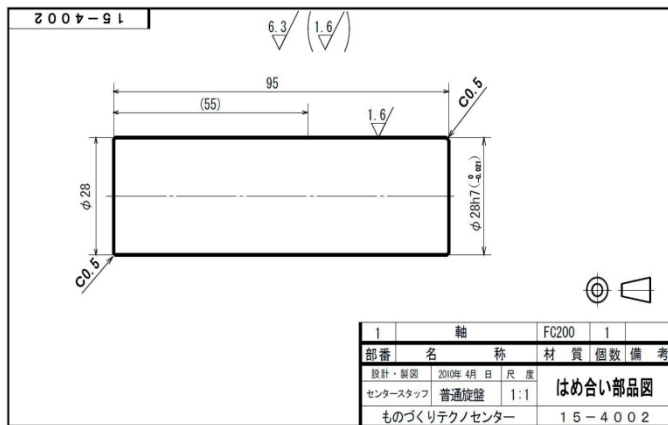 15-4002
6.3 (1.6)
95
C0.5
(55)
1.6
φ28
φ28h7( 0 -0.021)
C0.5
1 軸 FC200 1
部番 名 称 材 質 個数 備 考
設計・製図 2010年 4月 日 尺 度
はめ合い部品図
センタースタッフ 普通旋盤 1:1
ものづくりテクノセンター 15-4002